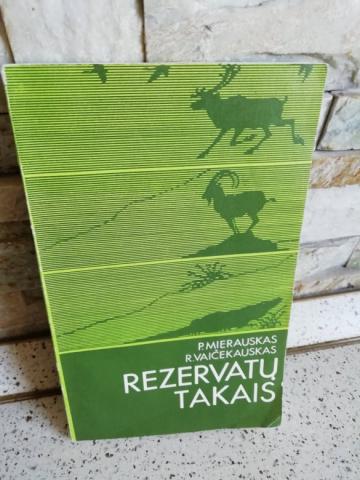 P.MIERAUSKAS
R.VAIČEKAUSKAS
REZERVATŲ
TAKAIS